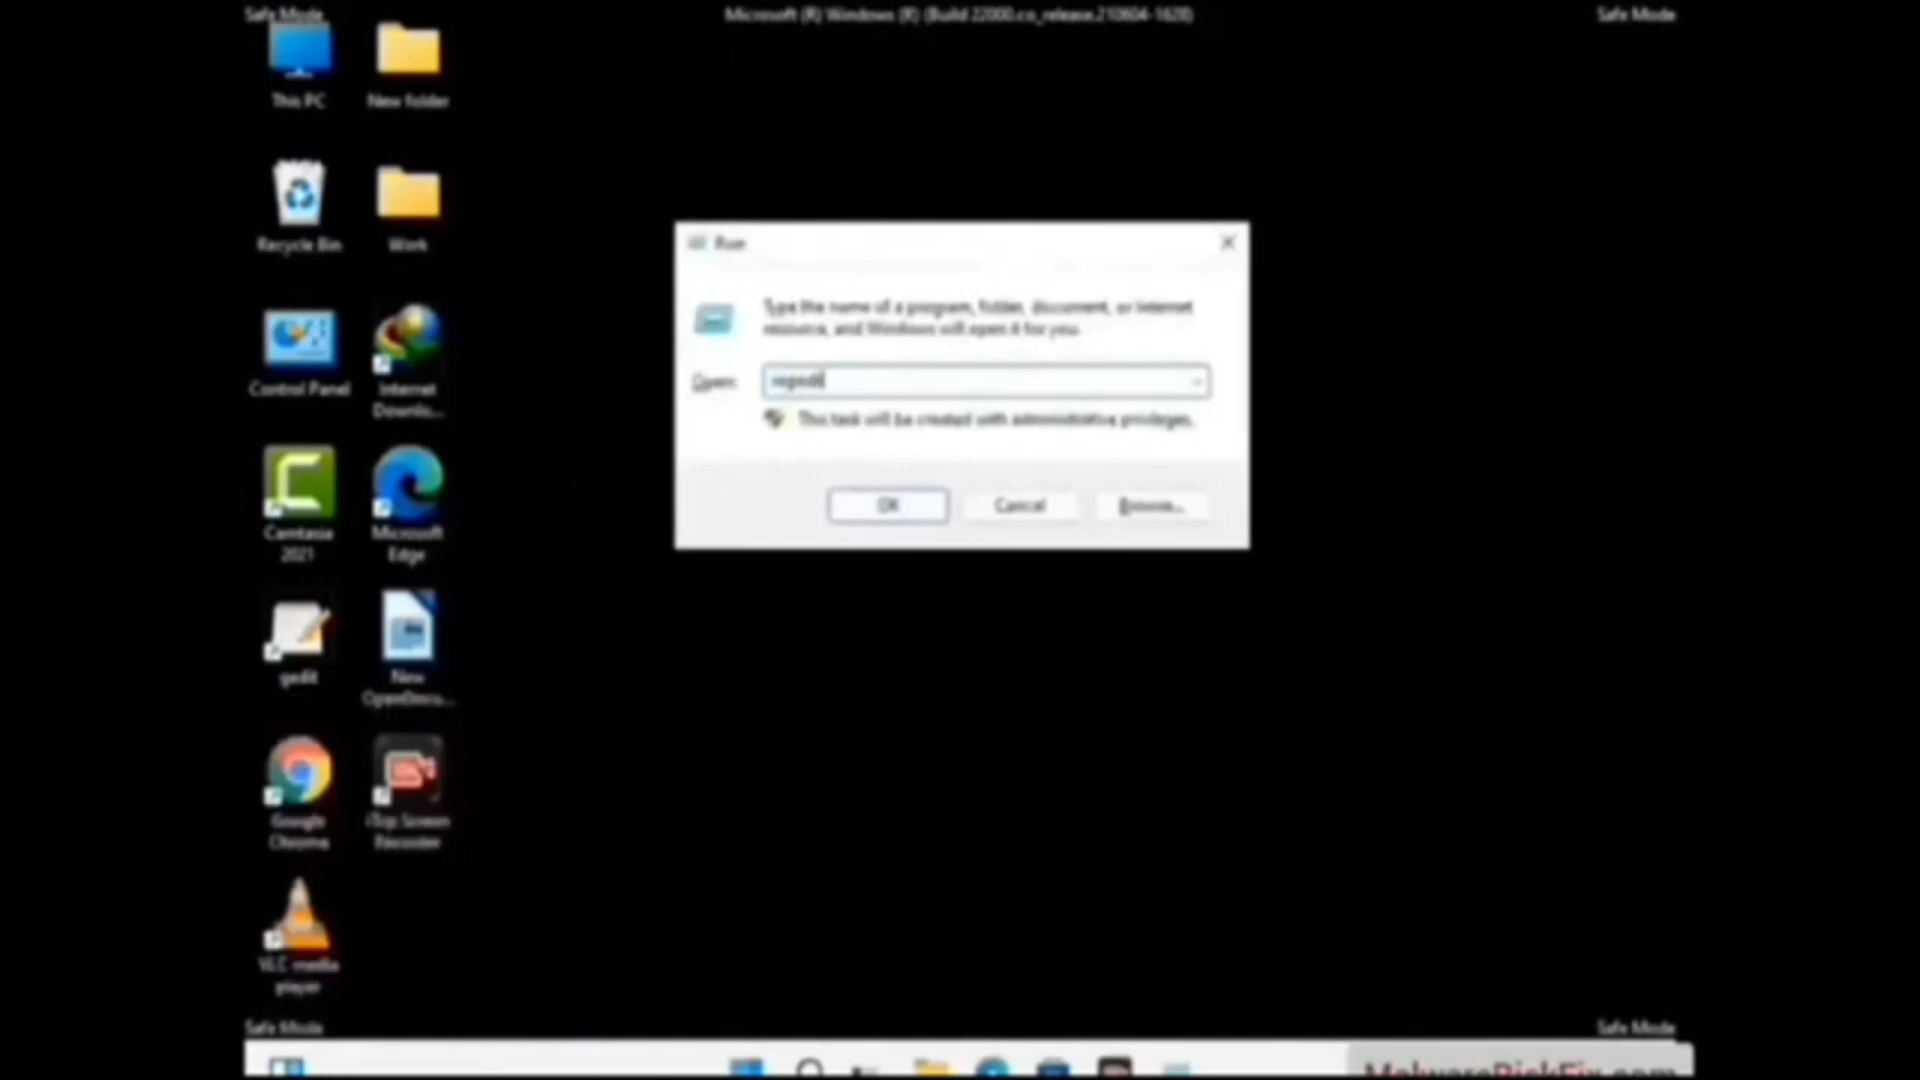 Safe Mode
Microsoft (R) Windows (R) (Build 22000.co_release.210604-1628)
Safe Mode
This PC
New folder
Recycle Bin
Work
Control Panel
Internet
Downlo...
Camtasia
2021
Microsoft
Edge
gedit
New
OpenDocu...
Google
Chrome
iTop Screen
Recorder
VLC media
player
Run
Type the name of a program, folder, document, or Internet
resource, and Windows will open it for you.
Open:
regedit
This task will be created with administrative privileges.
OK
Cancel
Browse...
Safe Mode
Safe Mode
MalwareRiskFix.com